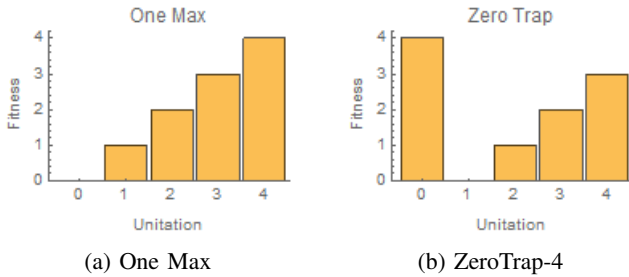 One Max
4
3
2
1
0
Fitness
0 1 2 3 4
Unitation
(a) One Max
Zero Trap
4
3
2
1
0
Fitness
0 1 2 3 4
Unitation
(b) ZeroTrap-4